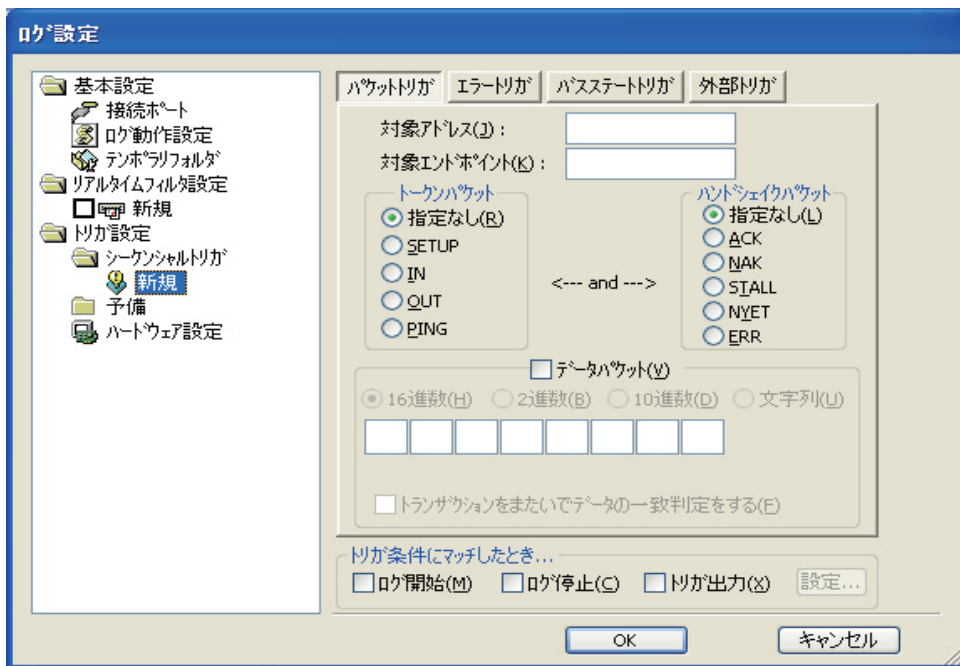 ログ設定
基本設定
接続ポート
ログ動作設定
テンポラリフォルダ
リアルタイムフィルタ設定
新規
トリガ設定
シーケンシャルトリガ
新規
予備
ハードウェア設定
パケットトリガ エラートリガ バスステートトリガ 外部トリガ
対象アドレス(J) :
対象エンドポイント(K) :
トークンパケット
指定なし(R)
SETUP
IN
OUT
PING
<--- and --->
ハンドシェイクパケット
指定なし(L)
ACK
NAK
STALL
NYET
ERR
データパケット(V)
16進数(H) 2進数(B) 10進数(D) 文字列(U)
トランザクションをまたいでデータの一致判定をする(E)
トリガ条件にマッチしたとき...
ログ開始(M) ログ停止(C) トリガ出力(X) 設定...
OK キャンセル